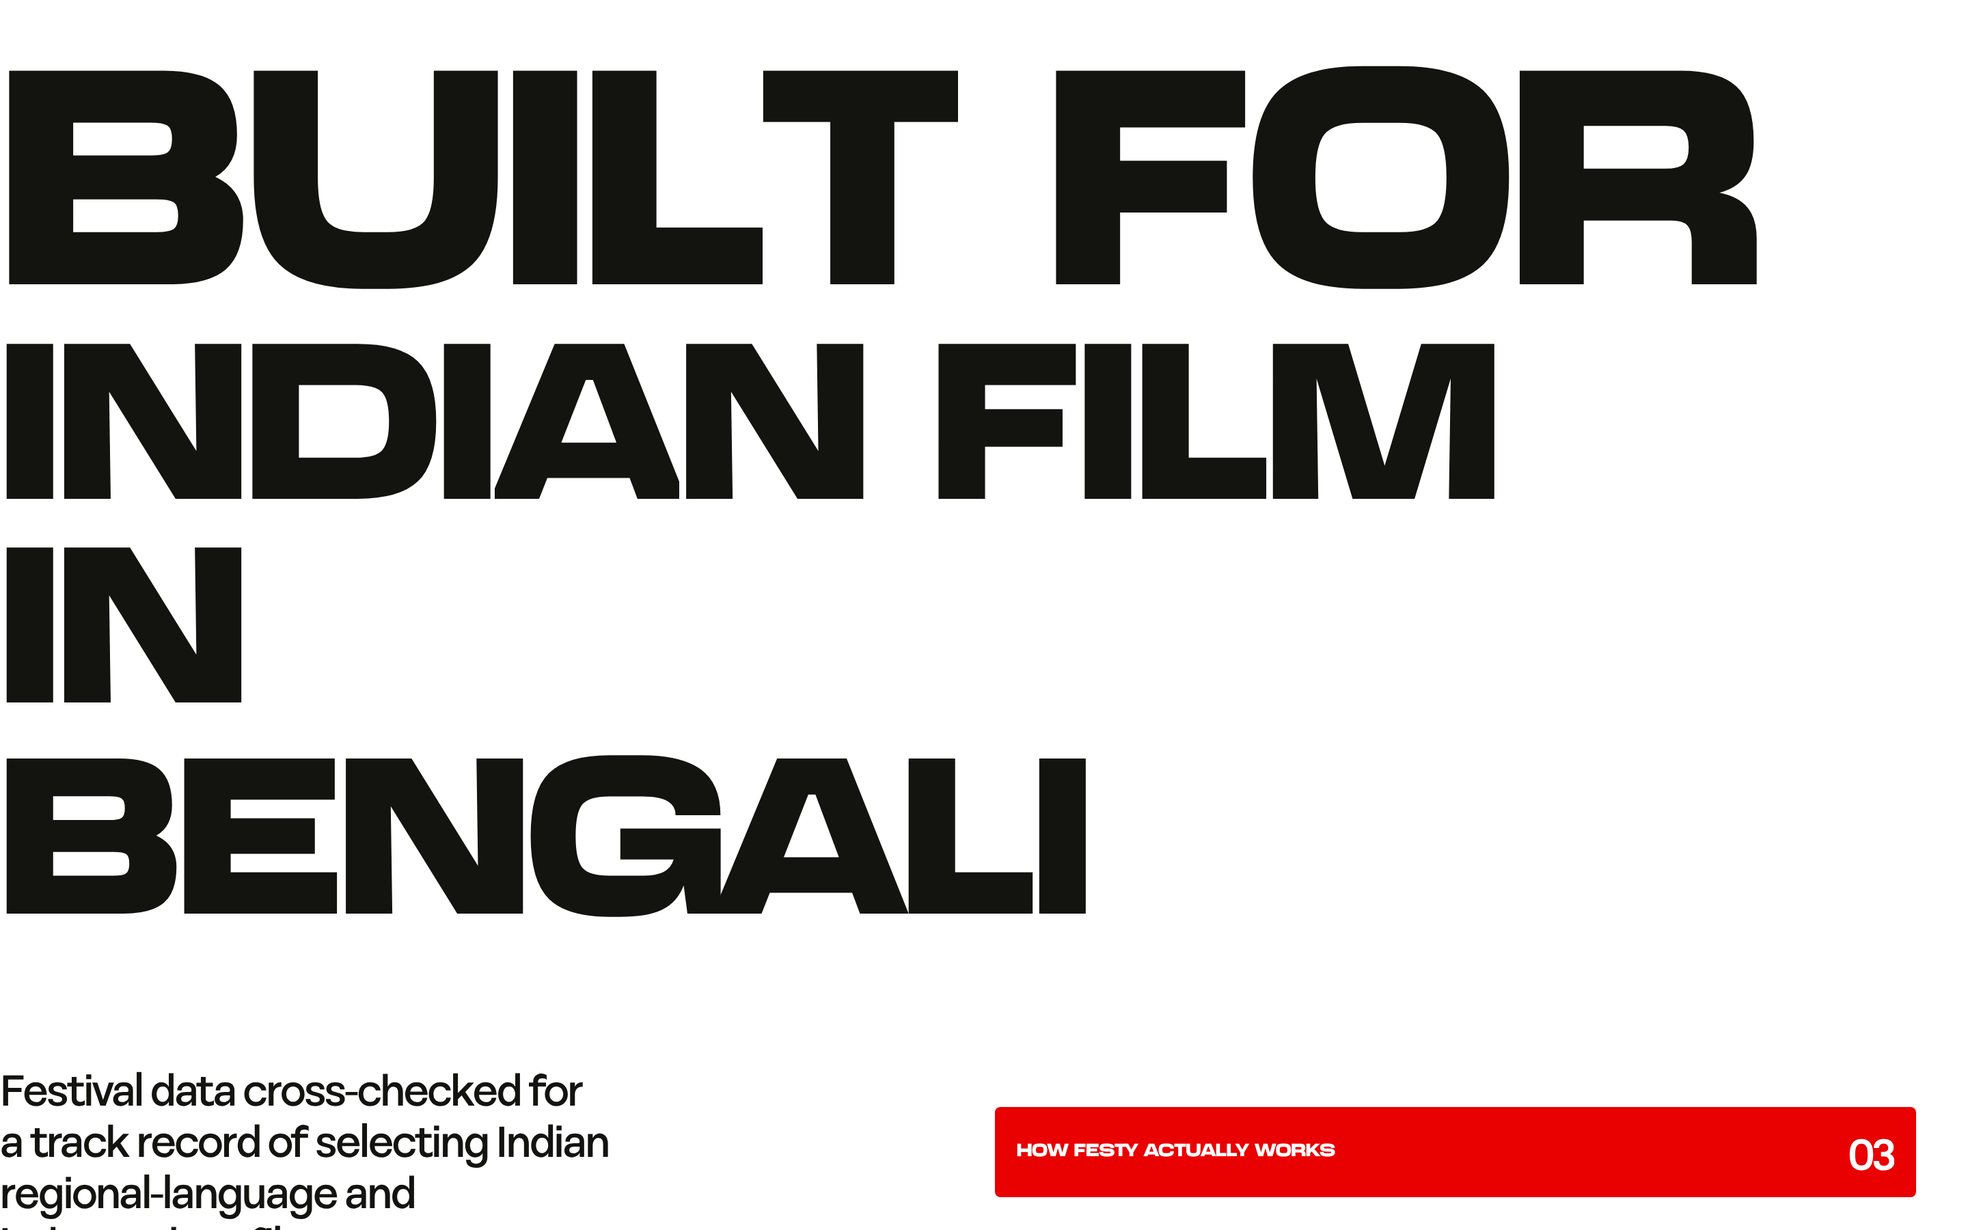 BUILT FOR
INDIAN FILM
IN
BENGALI
Festival data cross-checked for
a track record of selecting Indian
regional-language and
HOW FESTY ACTUALLY WORKS
03